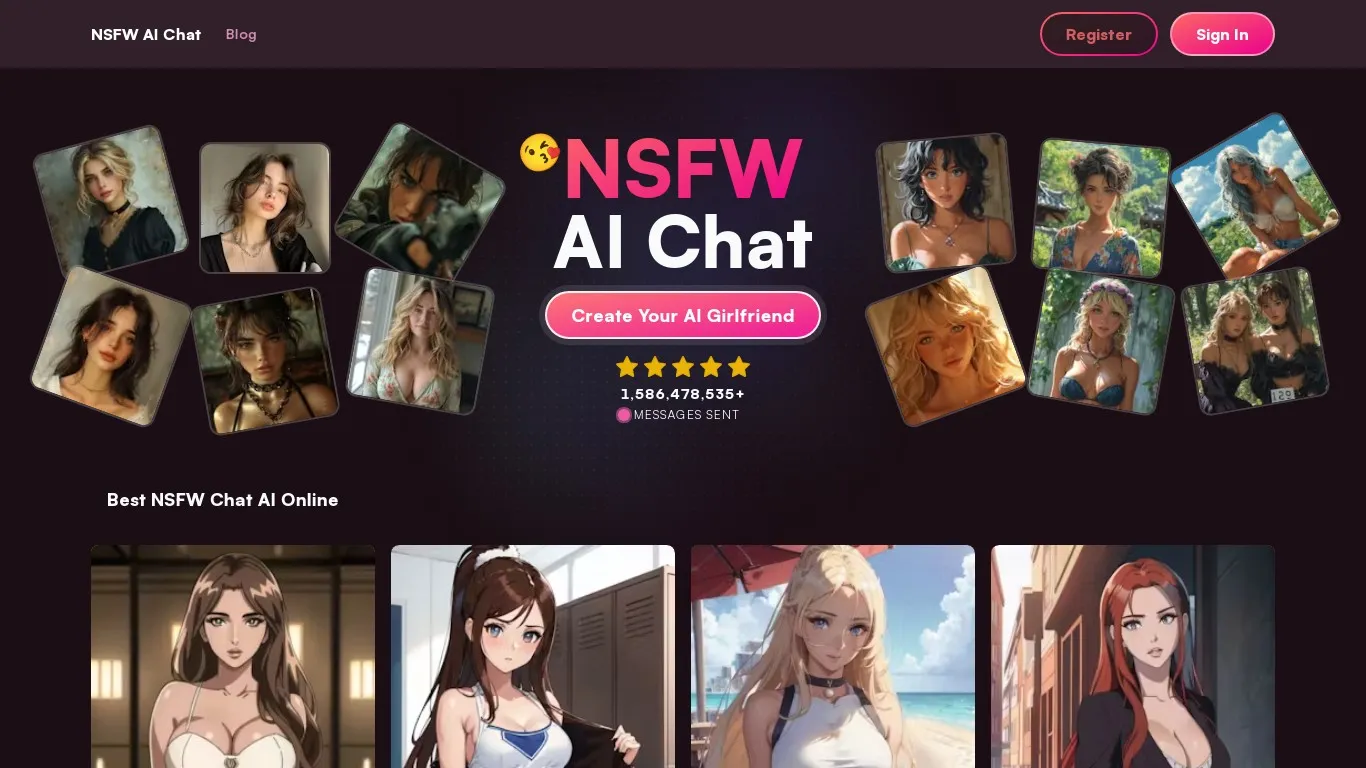 NSFW AI Chat
Blog
Register
Sign In
NSFW
AI Chat
Create Your AI Girlfriend
1,586,478,535+
MESSAGES SENT
129
Best NSFW Chat AI Online